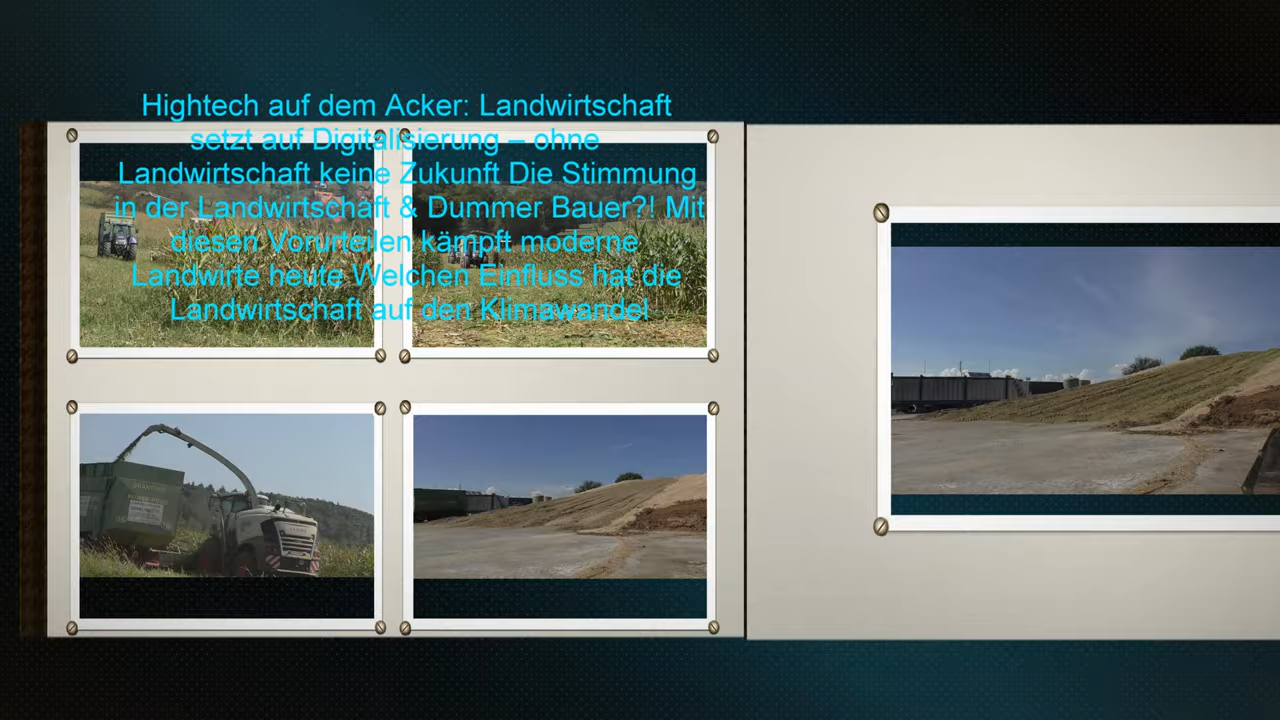 Hightech auf dem Acker: Landwirtschaft
setzt auf Digitalisierung – ohne
Landwirtschaft keine Zukunft Die Stimmung
in der Landwirtschaft & Dummer Bauer?! Mit
diesen Vorurteilen kämpft moderne
Landwirte heute Welchen Einfluss hat die
Landwirtschaft auf den Klimawandel